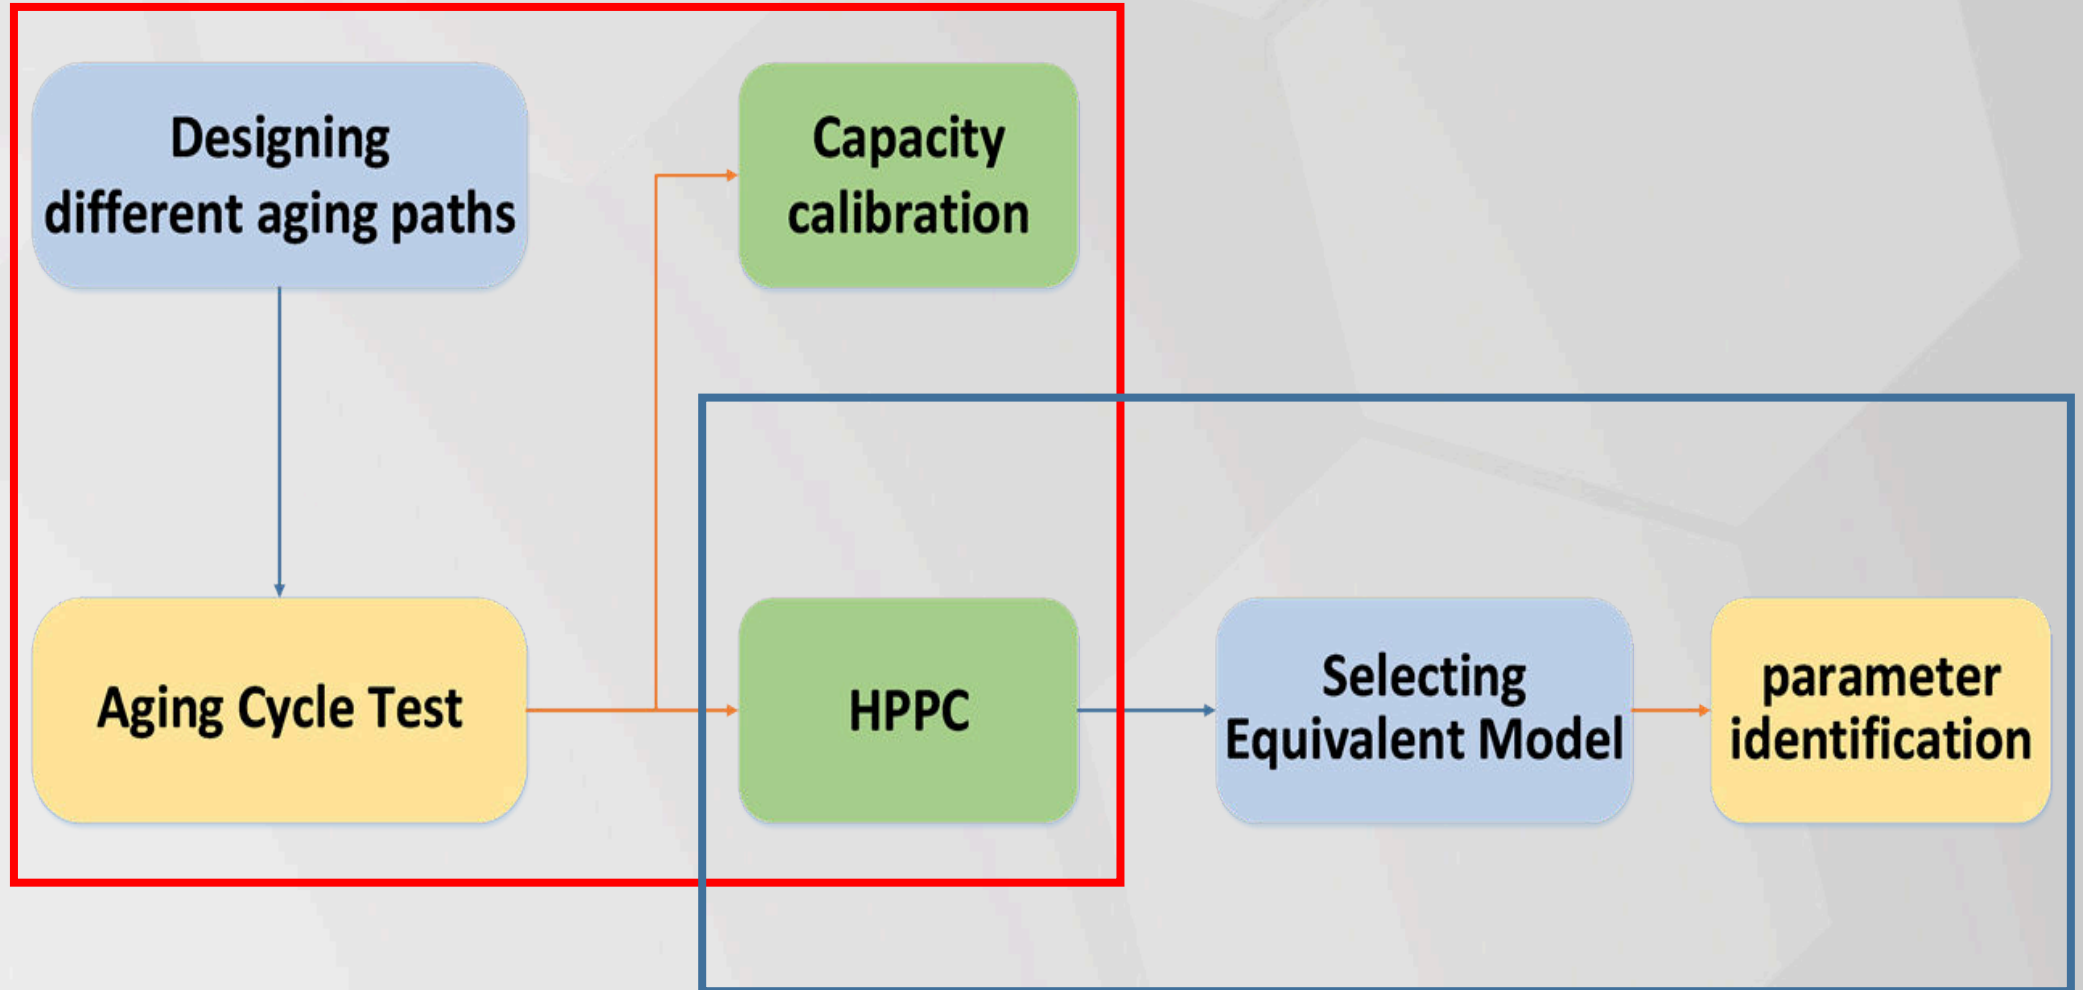 Designing
different aging paths
Capacity
calibration
Aging Cycle Test
HPPC
Selecting
Equivalent Model
parameter
identification